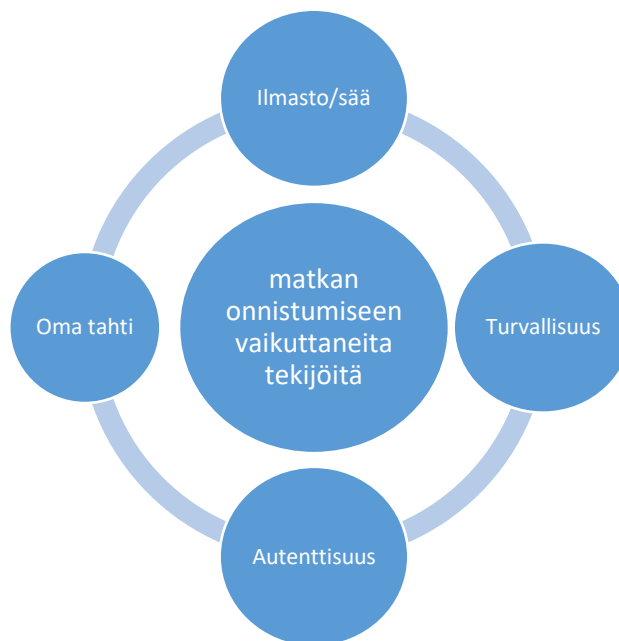 Ilmasto/sää
matkan
onnistumiseen
vaikuttaneita
tekijöitä
Oma tahti
Turvallisuus
Autenttisuus